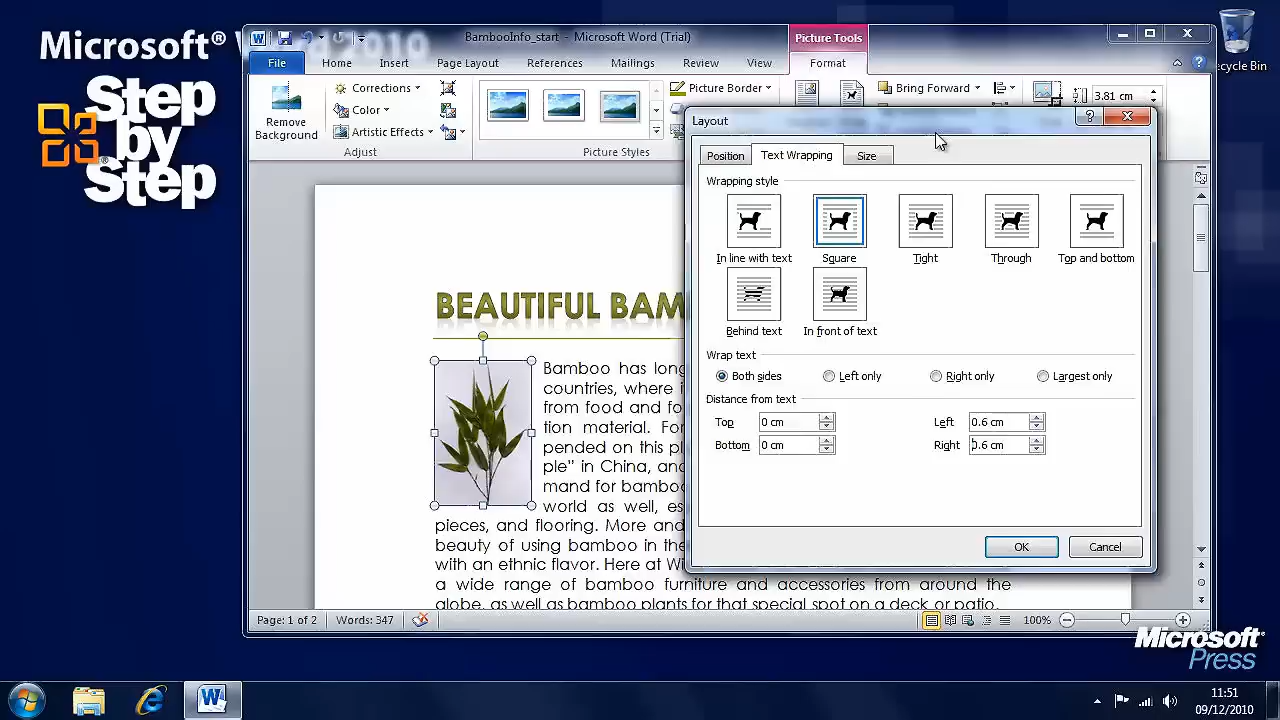 Microsoft® W 2010
Step
by
Step
BambooInfo_start - Microsoft Word (Trial)
Picture Tools
File
Home
Insert
Page Layout
References
Mailings
Review
View
Format
Recycle Bin
Remove
Background
Corrections
Color
Artistic Effects
Adjust
Picture Styles
Picture Border
Bring Forward
3.81 cm
Layout
Position
Text Wrapping
Size
Wrapping style
In line with text
Square
Tight
Through
Top and bottom
Behind text
In front of text
Wrap text
Both sides
Left only
Right only
Largest only
Distance from text
Top
0 cm
Left
0.6 cm
Bottom
0 cm
Right
0.6 cm
OK
Cancel
BEAUTIFUL BAM
Bamboo has long
countries, where i
from food and fo
tion material. For
pended on this pl
ple” in China, and
mand for bamboo
world as well, es
pieces, and flooring. More and
beauty of using bamboo in the
with an ethnic flavor. Here at Wi
a wide range of bamboo furniture and accessories from around the
globe, as well as bamboo plants for that special spot on a deck or patio.
Page: 1 of 2
Words: 347
100%
Microsoft
Press
11:51
09/12/2010